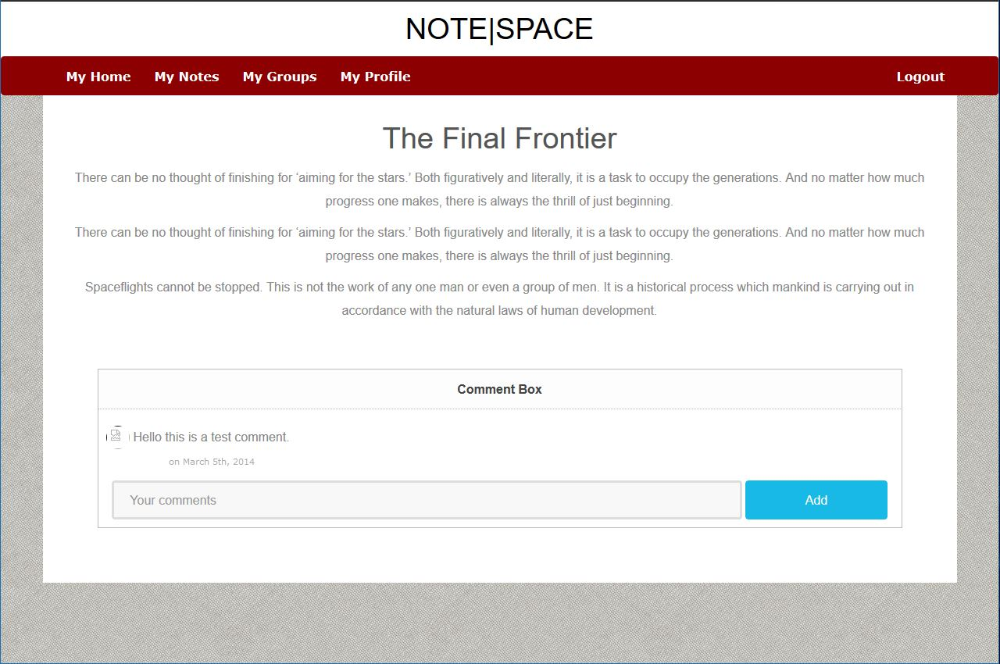 NOTE|SPACE
My Home My Notes My Groups My Profile Logout
The Final Frontier
There can be no thought of finishing for ‘aiming for the stars.’ Both figuratively and literally, it is a task to occupy the generations. And no matter how much
progress one makes, there is always the thrill of just beginning.
There can be no thought of finishing for ‘aiming for the stars.’ Both figuratively and literally, it is a task to occupy the generations. And no matter how much
progress one makes, there is always the thrill of just beginning.
Spaceflights cannot be stopped. This is not the work of any one man or even a group of men. It is a historical process which mankind is carrying out in
accordance with the natural laws of human development.
Comment Box
Hello this is a test comment.
on March 5th, 2014
Your comments Add